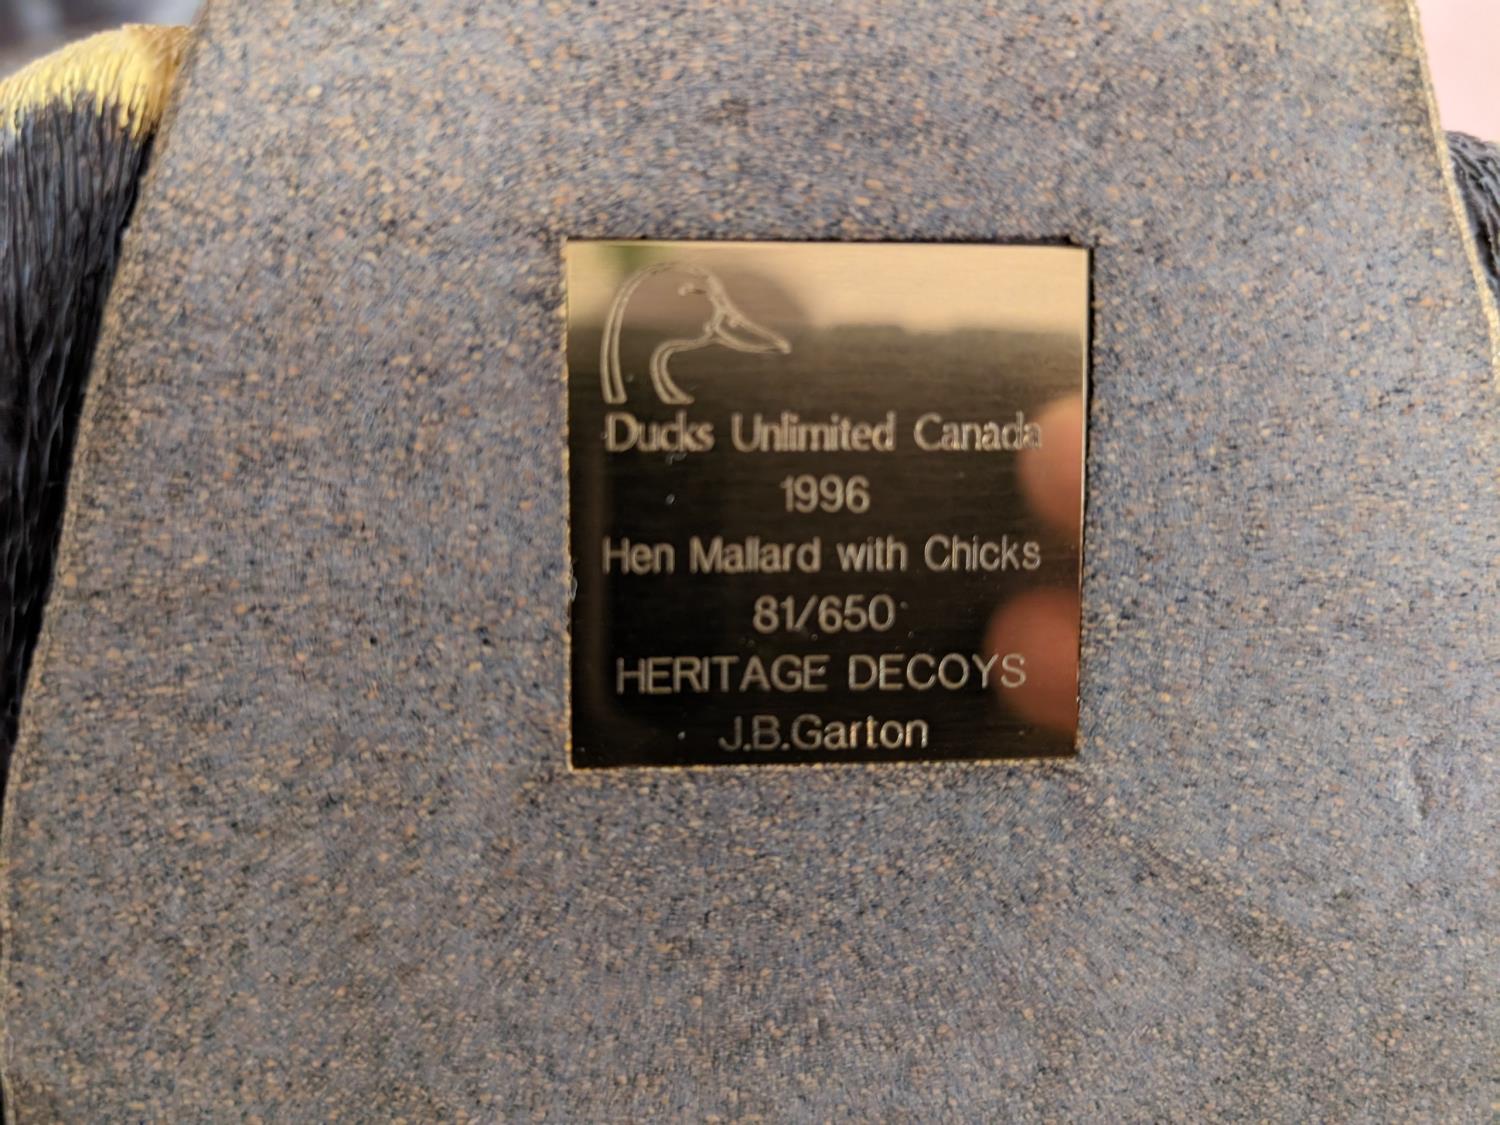 Ducks Unlimited Canada
1996
Hen Mallard with Chicks
81/650
HERITAGE DECOYS
J.B.Garton